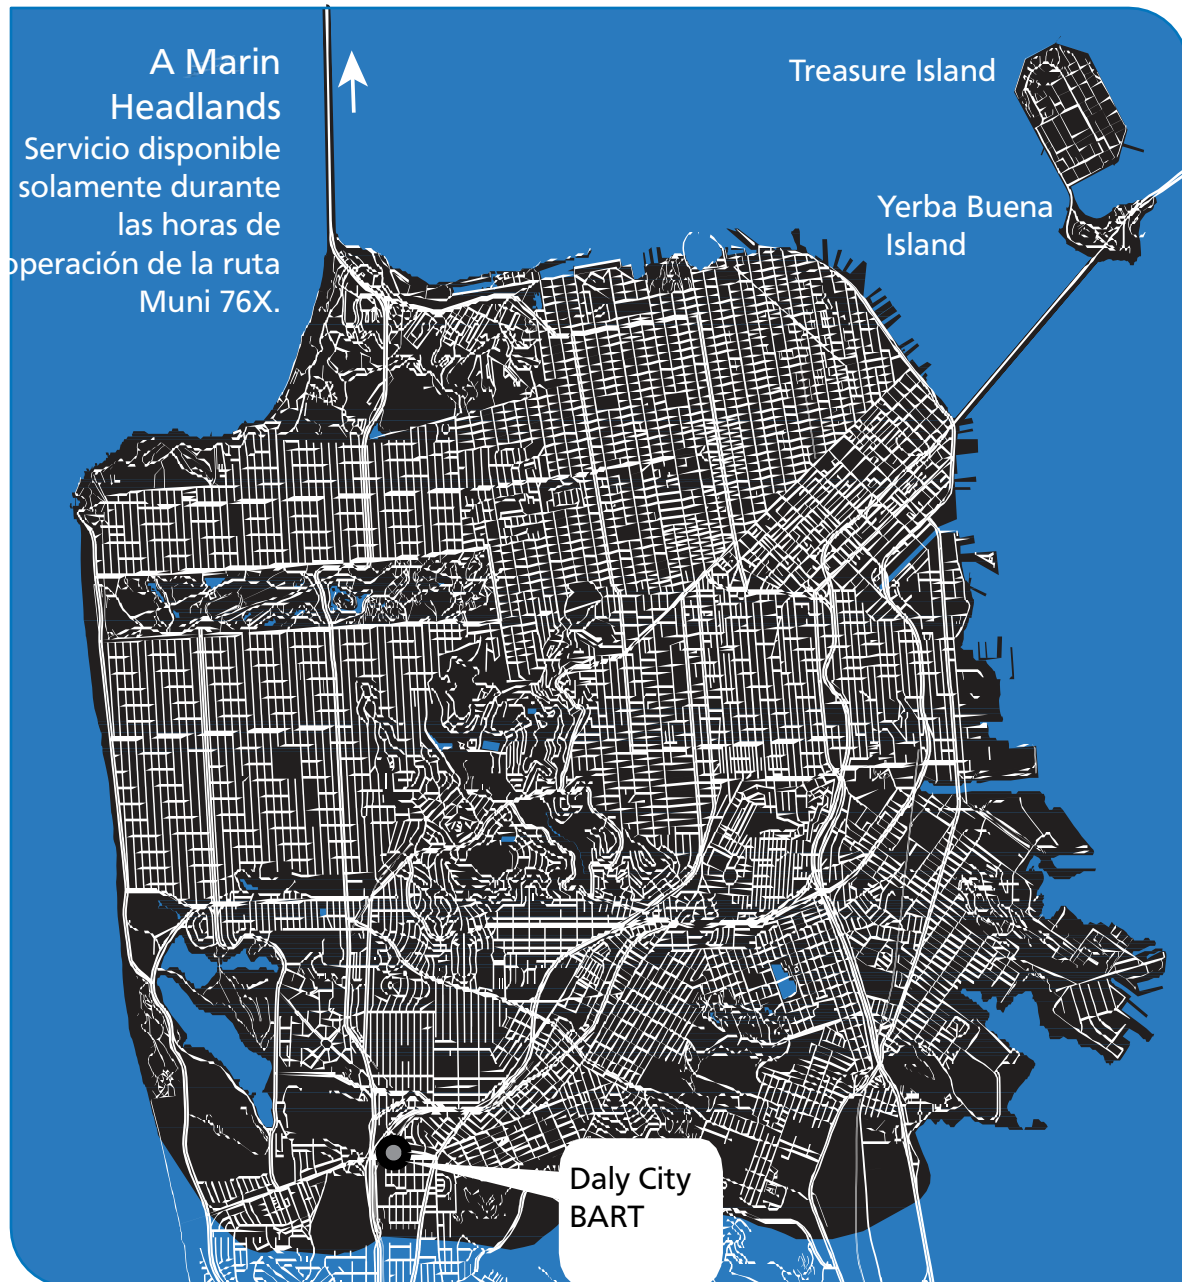 A Marin
Headlands
Servicio disponible
solamente durante
las horas de
operación de la ruta
Muni 76X.
Treasure Island
Yerba Buena
Island
Daly City
BART